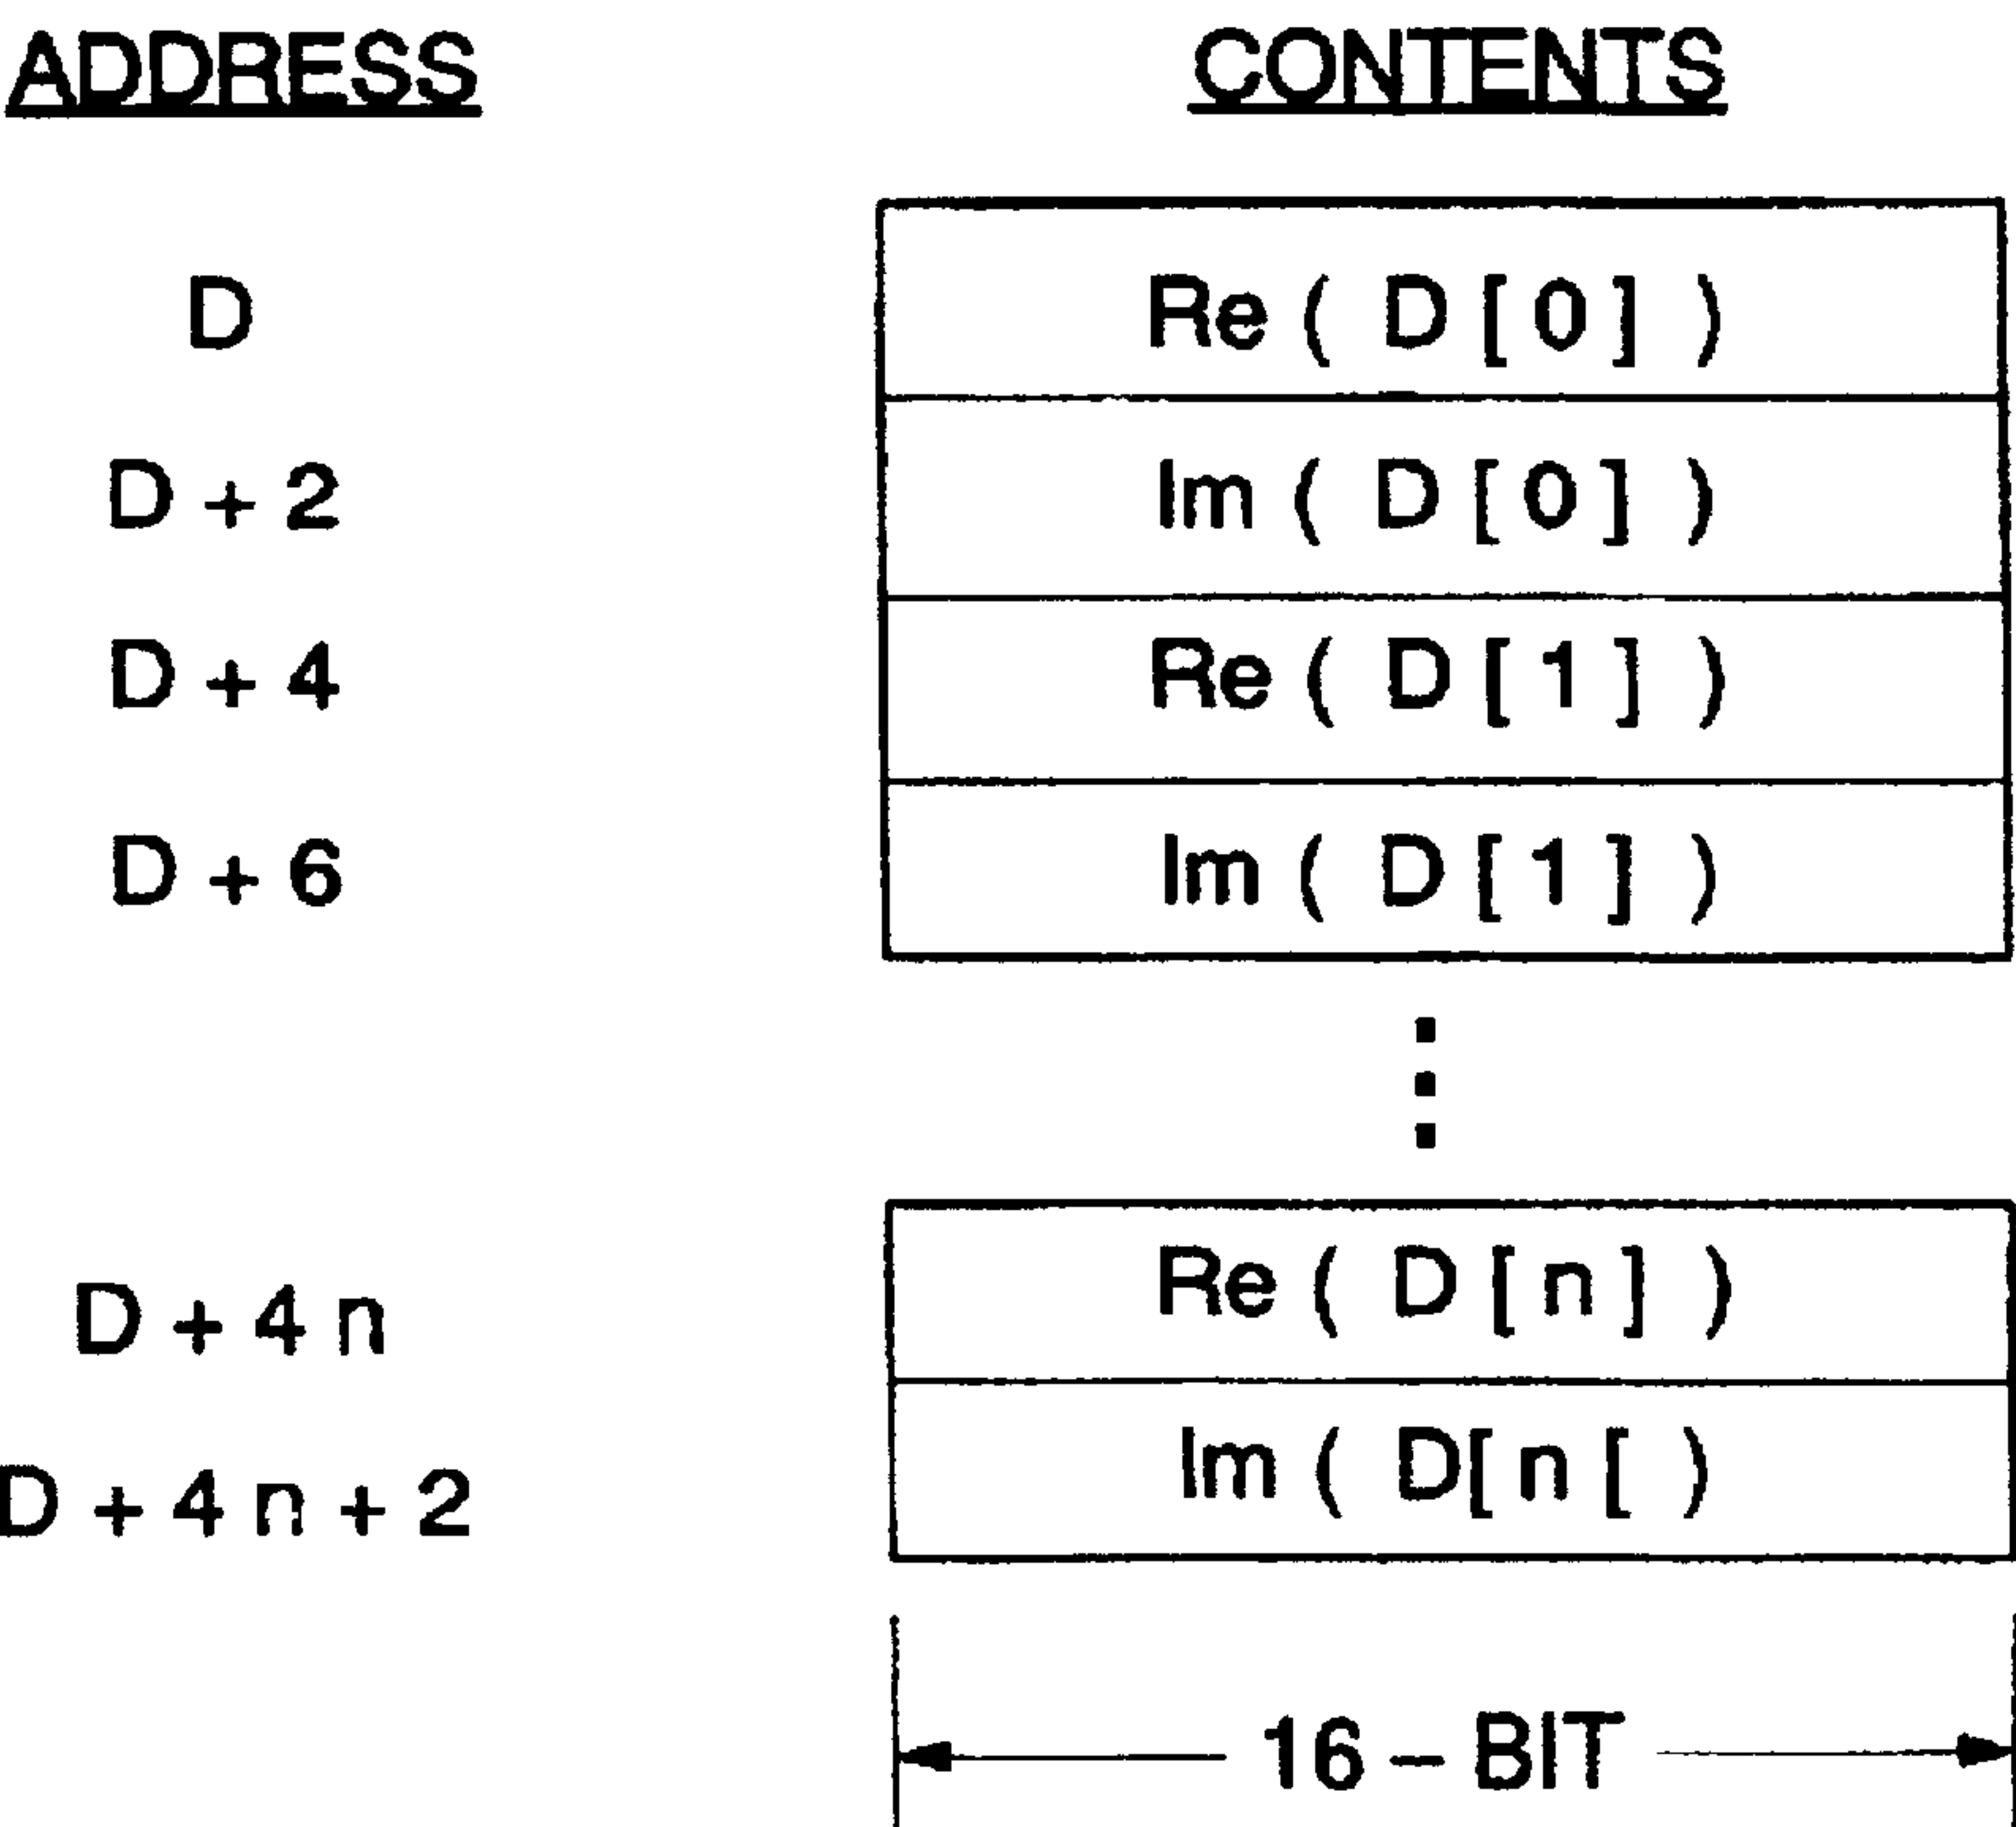 ADDRESS CONTENTS
D Re ( D [ 0 ] )
D + 2 Im ( D [ 0 ] )
D + 4 Re ( D [ 1 ] )
D + 6 Im ( D [ 1 ] )
D + 4 n Re ( D [ n ] )
D + 4 n + 2 Im ( D[ n [ )
16 – BIT